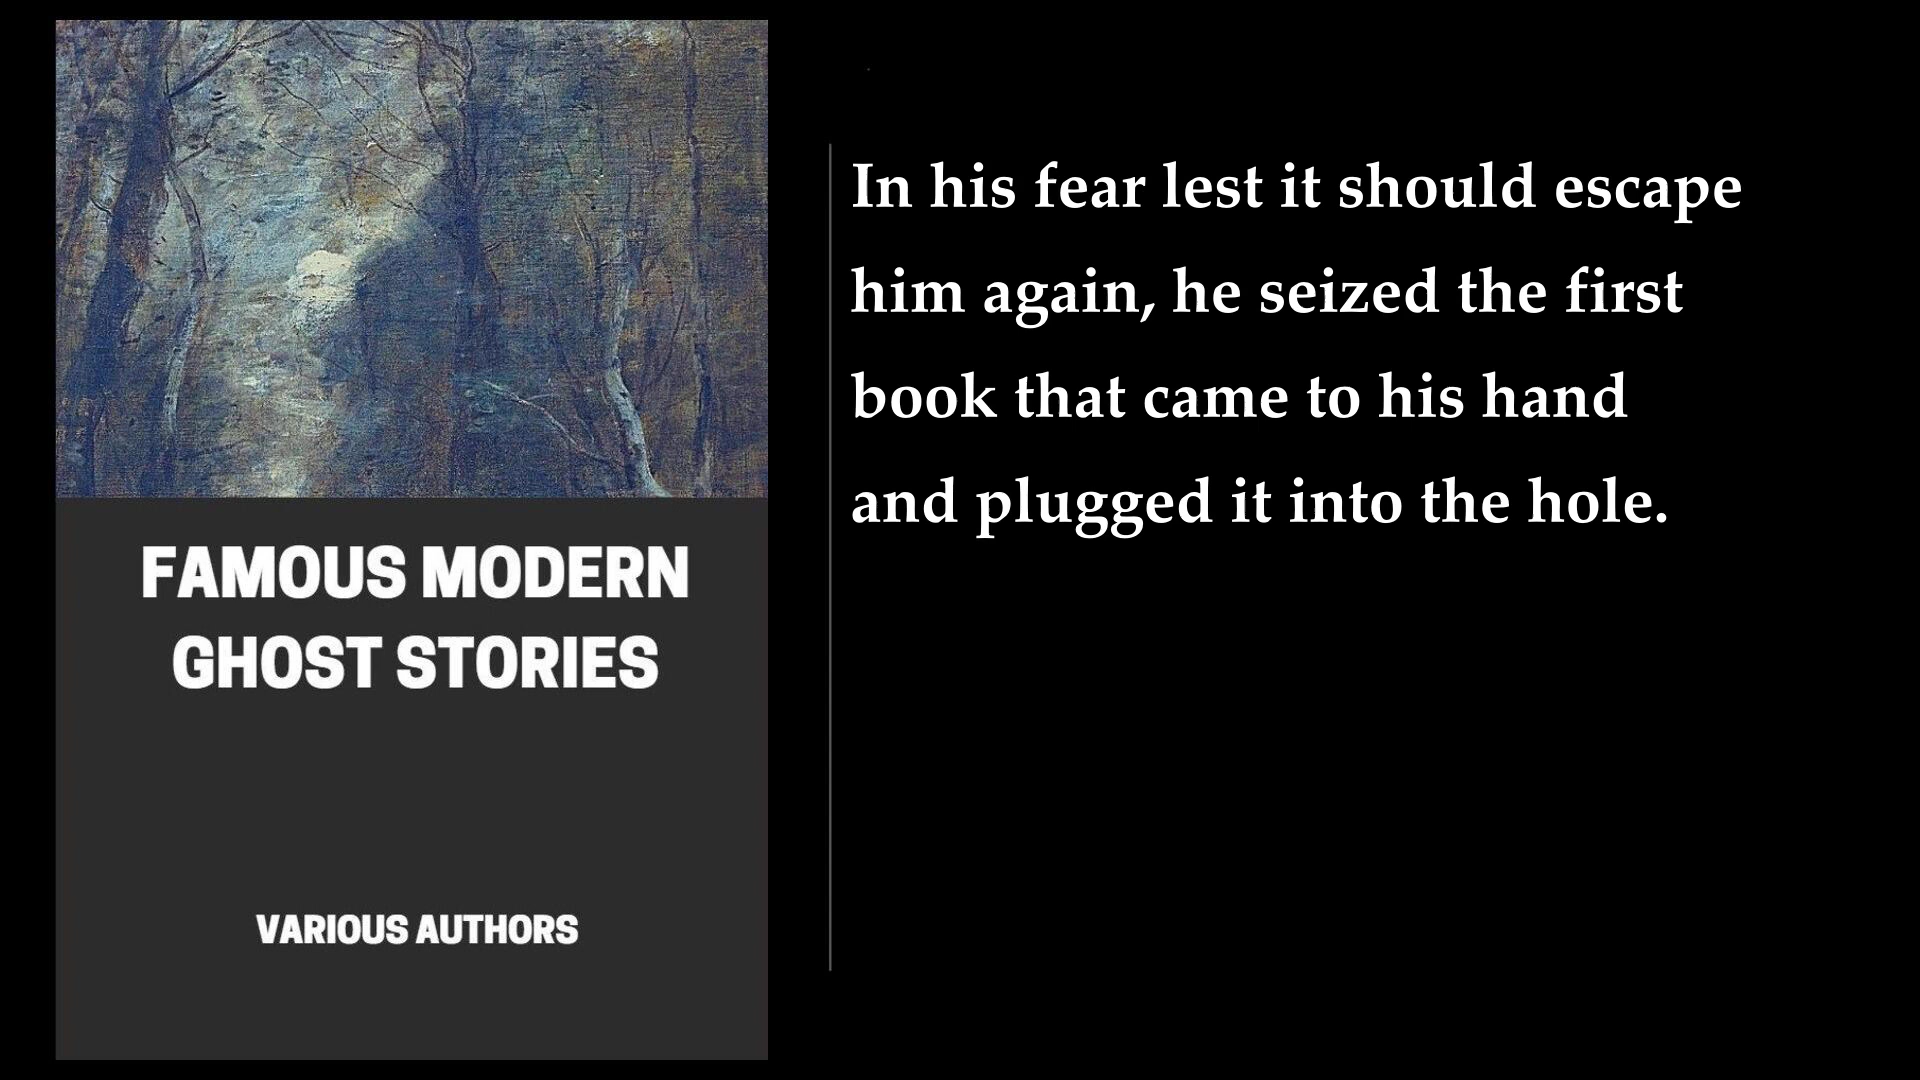 FAMOUS MODERN
GHOST STORIES
VARIOUS AUTHORS
In his fear lest it should escape
him again, he seized the first
book that came to his hand
and plugged it into the hole.